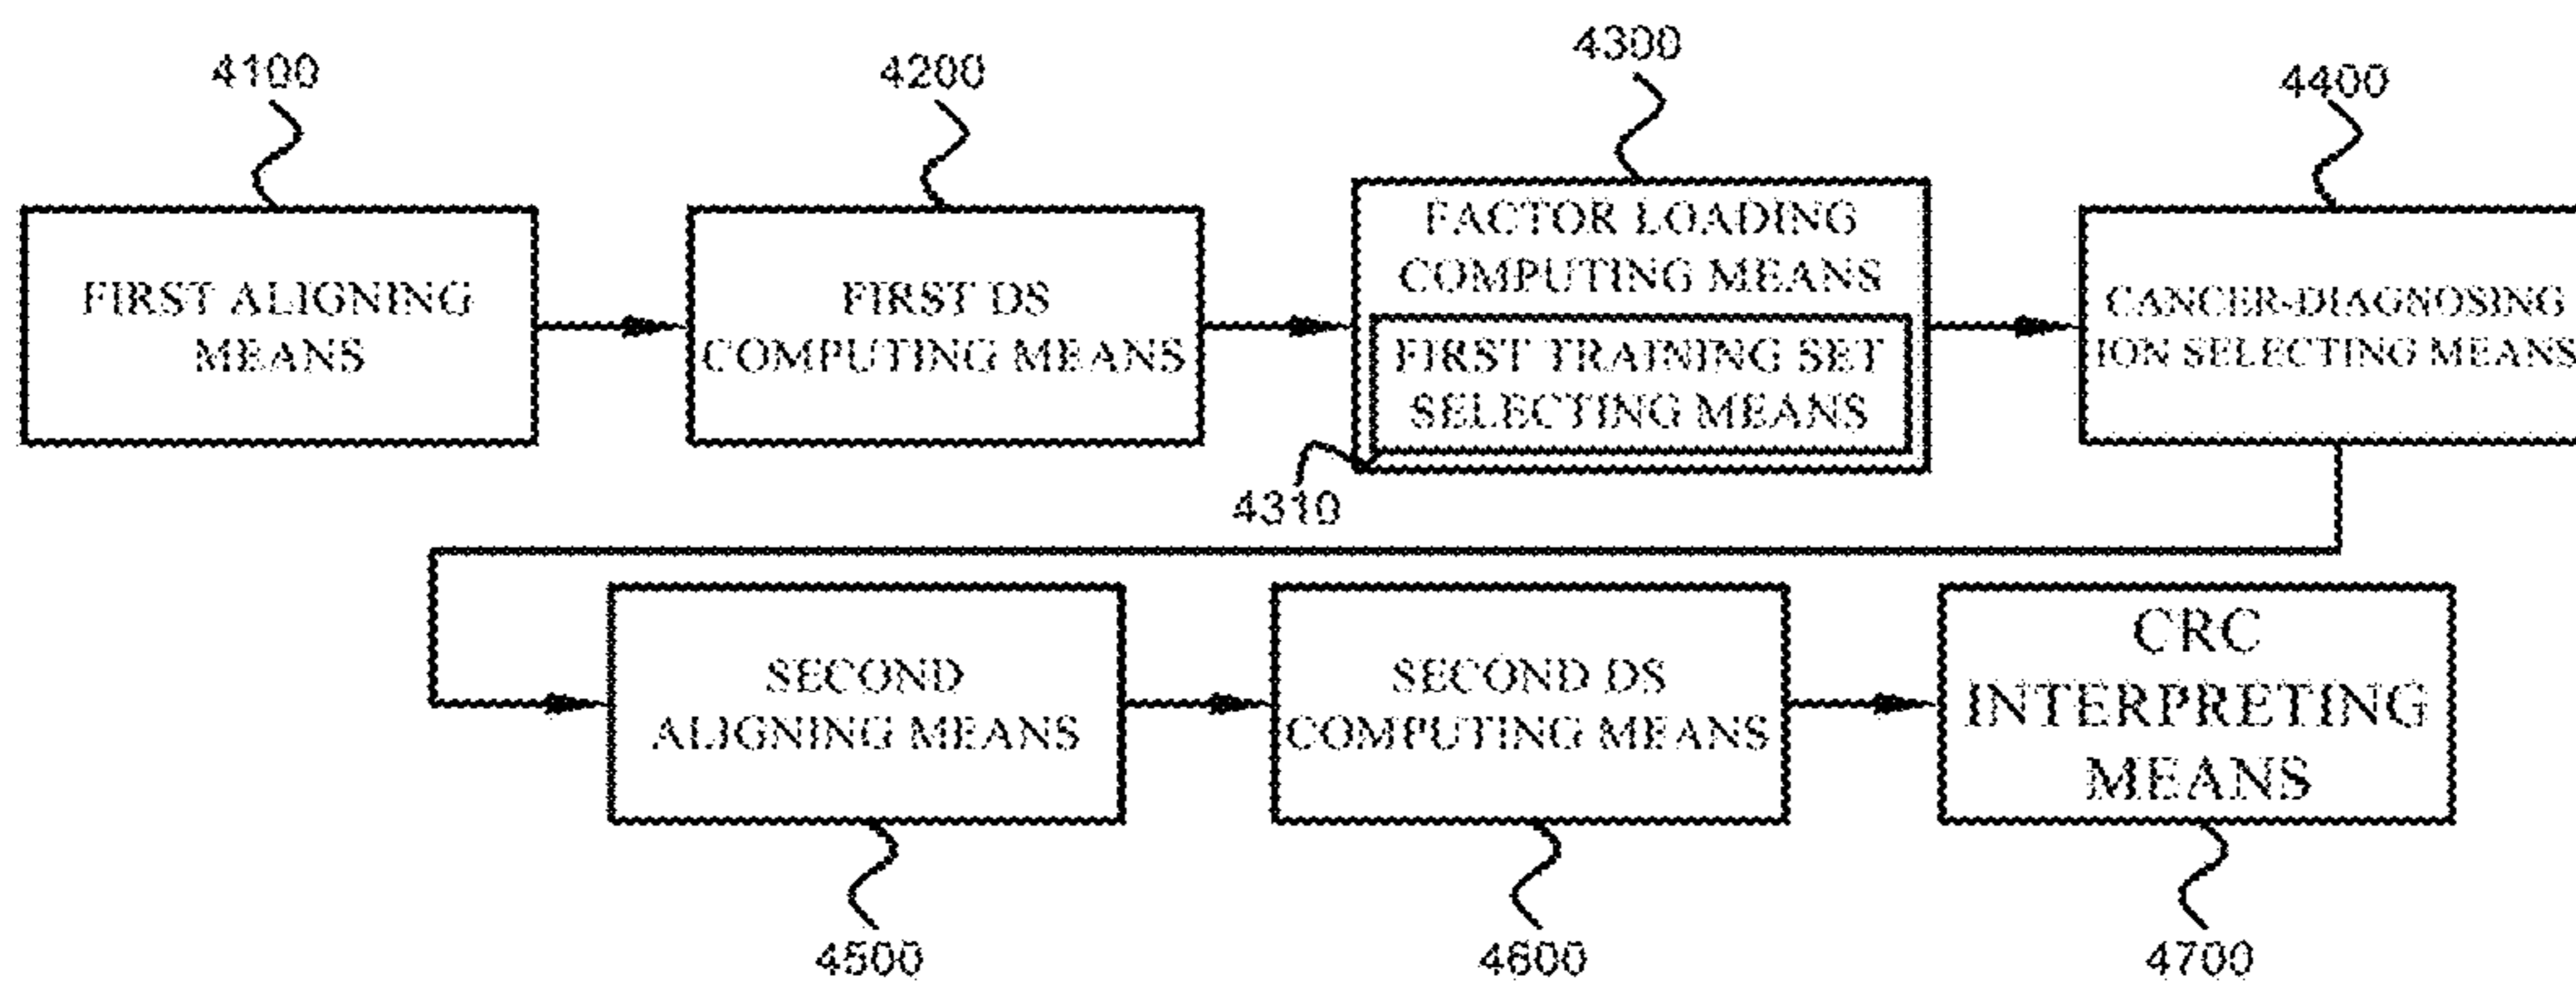 4100
4200
4300
4400
FIRST ALIGNING
MEANS
FIRST DS
COMPUTING MEANS
FACTOR LOADING
COMPUTING MEANS
FIRST TRAINING SET
SELECTING MEANS
CANCER-DIAGNOSING
ION SELECTING MEANS
4310
SECOND
ALIGNING MEANS
SECOND DS
COMPUTING MEANS
CRC
INTERPRETING
MEANS
4500
4600
4700